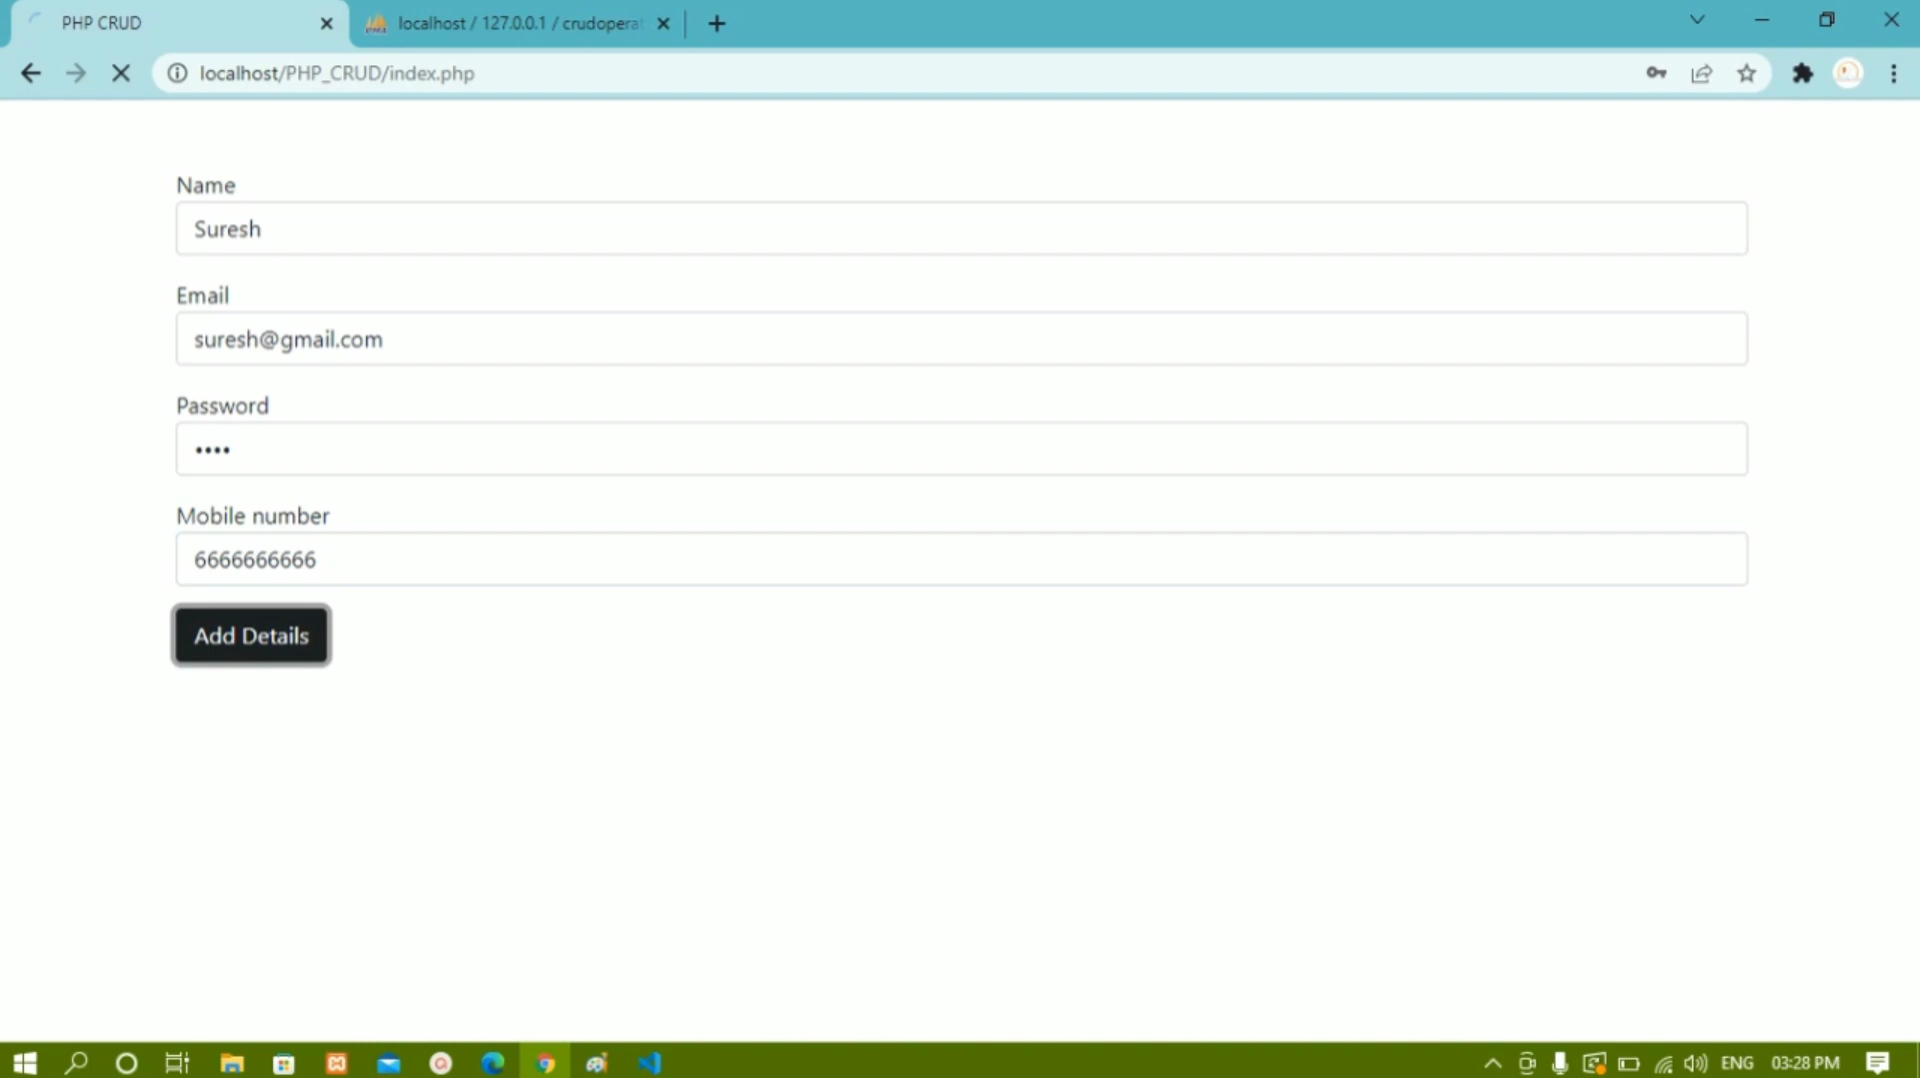 PHP CRUD
localhost / 127.0.0.1 / crudopera
localhost/PHP_CRUD/index.php
Name
Suresh
Email
suresh@gmail.com
Password
••••
Mobile number
6666666666
Add Details
ENG
03:28 PM